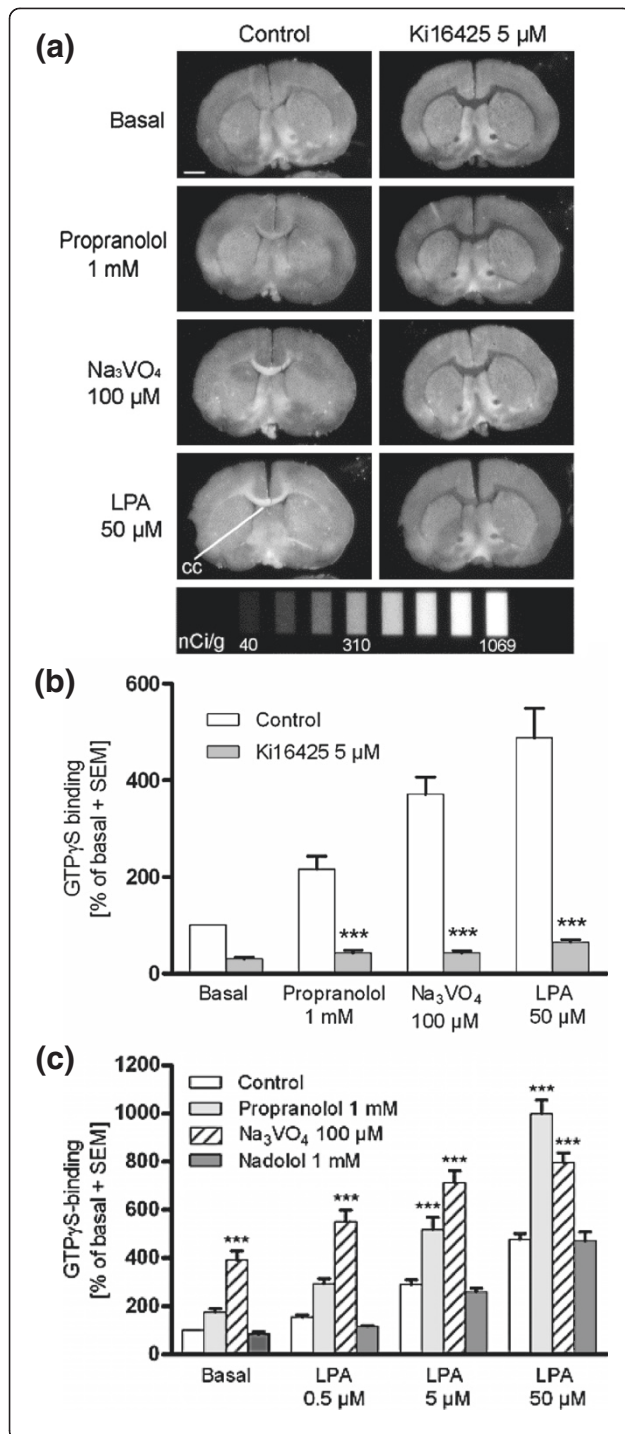 (a)
Control Ki16425 5 µM
Basal
Propranolol
1 mM
Na₃VO₄
100 µM
LPA
50 µM
cc
nCi/g 40 310 1069
(b)
600
400
200
0
GTPγS binding
[% of basal + SEM]
Control
Ki16425 5 µM
***
***
***
Basal
Propranolol
1 mM
Na₃VO₄
100 µM
LPA
50 µM
(c)
1200
1000
800
600
400
200
0
GTPγS-binding
[% of basal + SEM]
Control
Propranolol 1 mM
Na₃VO₄ 100 µM
Nadolol 1 mM
***
***
***
***
***
***
Basal
LPA
0.5 µM
LPA
5 µM
LPA
50 µM